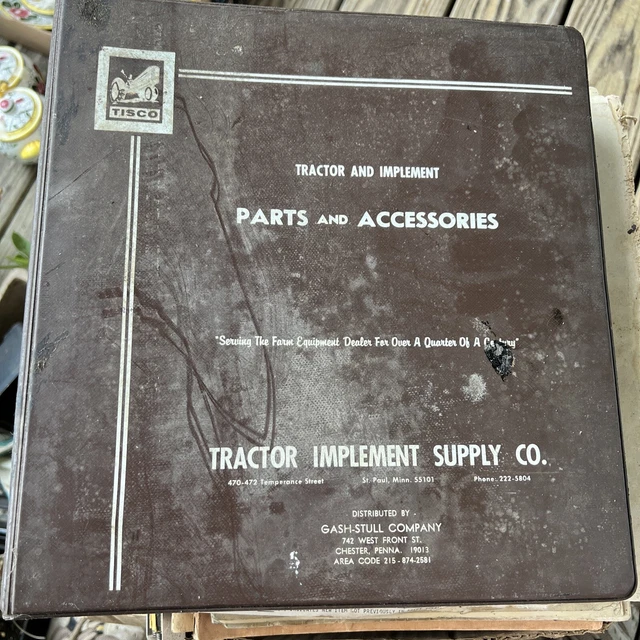 TISCO
TRACTOR AND IMPLEMENT
PARTS AND ACCESSORIES
"Serving The Farm Equipment Dealer For Over A Quarter Of A
TRACTOR IMPLEMENT SUPPLY CO.
470-472 Temperance Street St. Paul, Minn. 55101 Phone: 222-5804
DISTRIBUTED BY -
GASH-STULL COMPANY
742 WEST FRONT ST.
CHESTER, PENNA. 19013
AREA CODE 215-874-2581